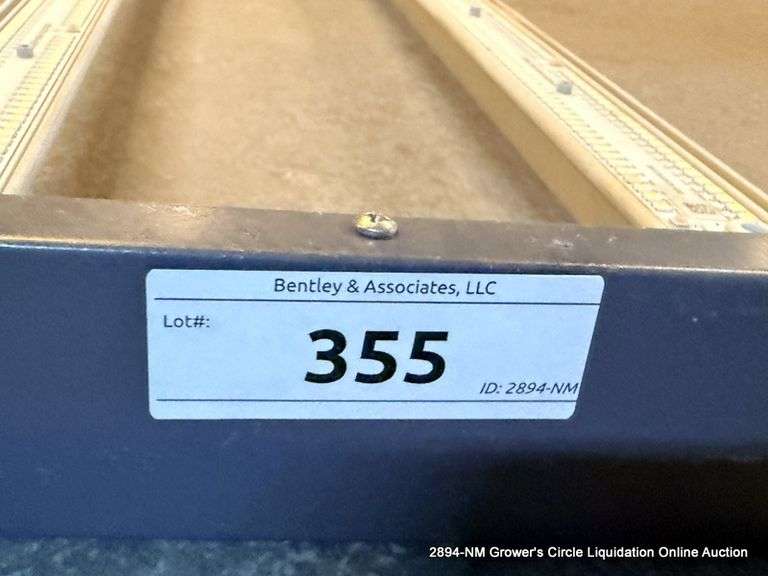 Bentley & Associates, LLC
Lot#:
355
ID: 2894-NM
2894-NM Grower's Circle Liquidation Online Auction